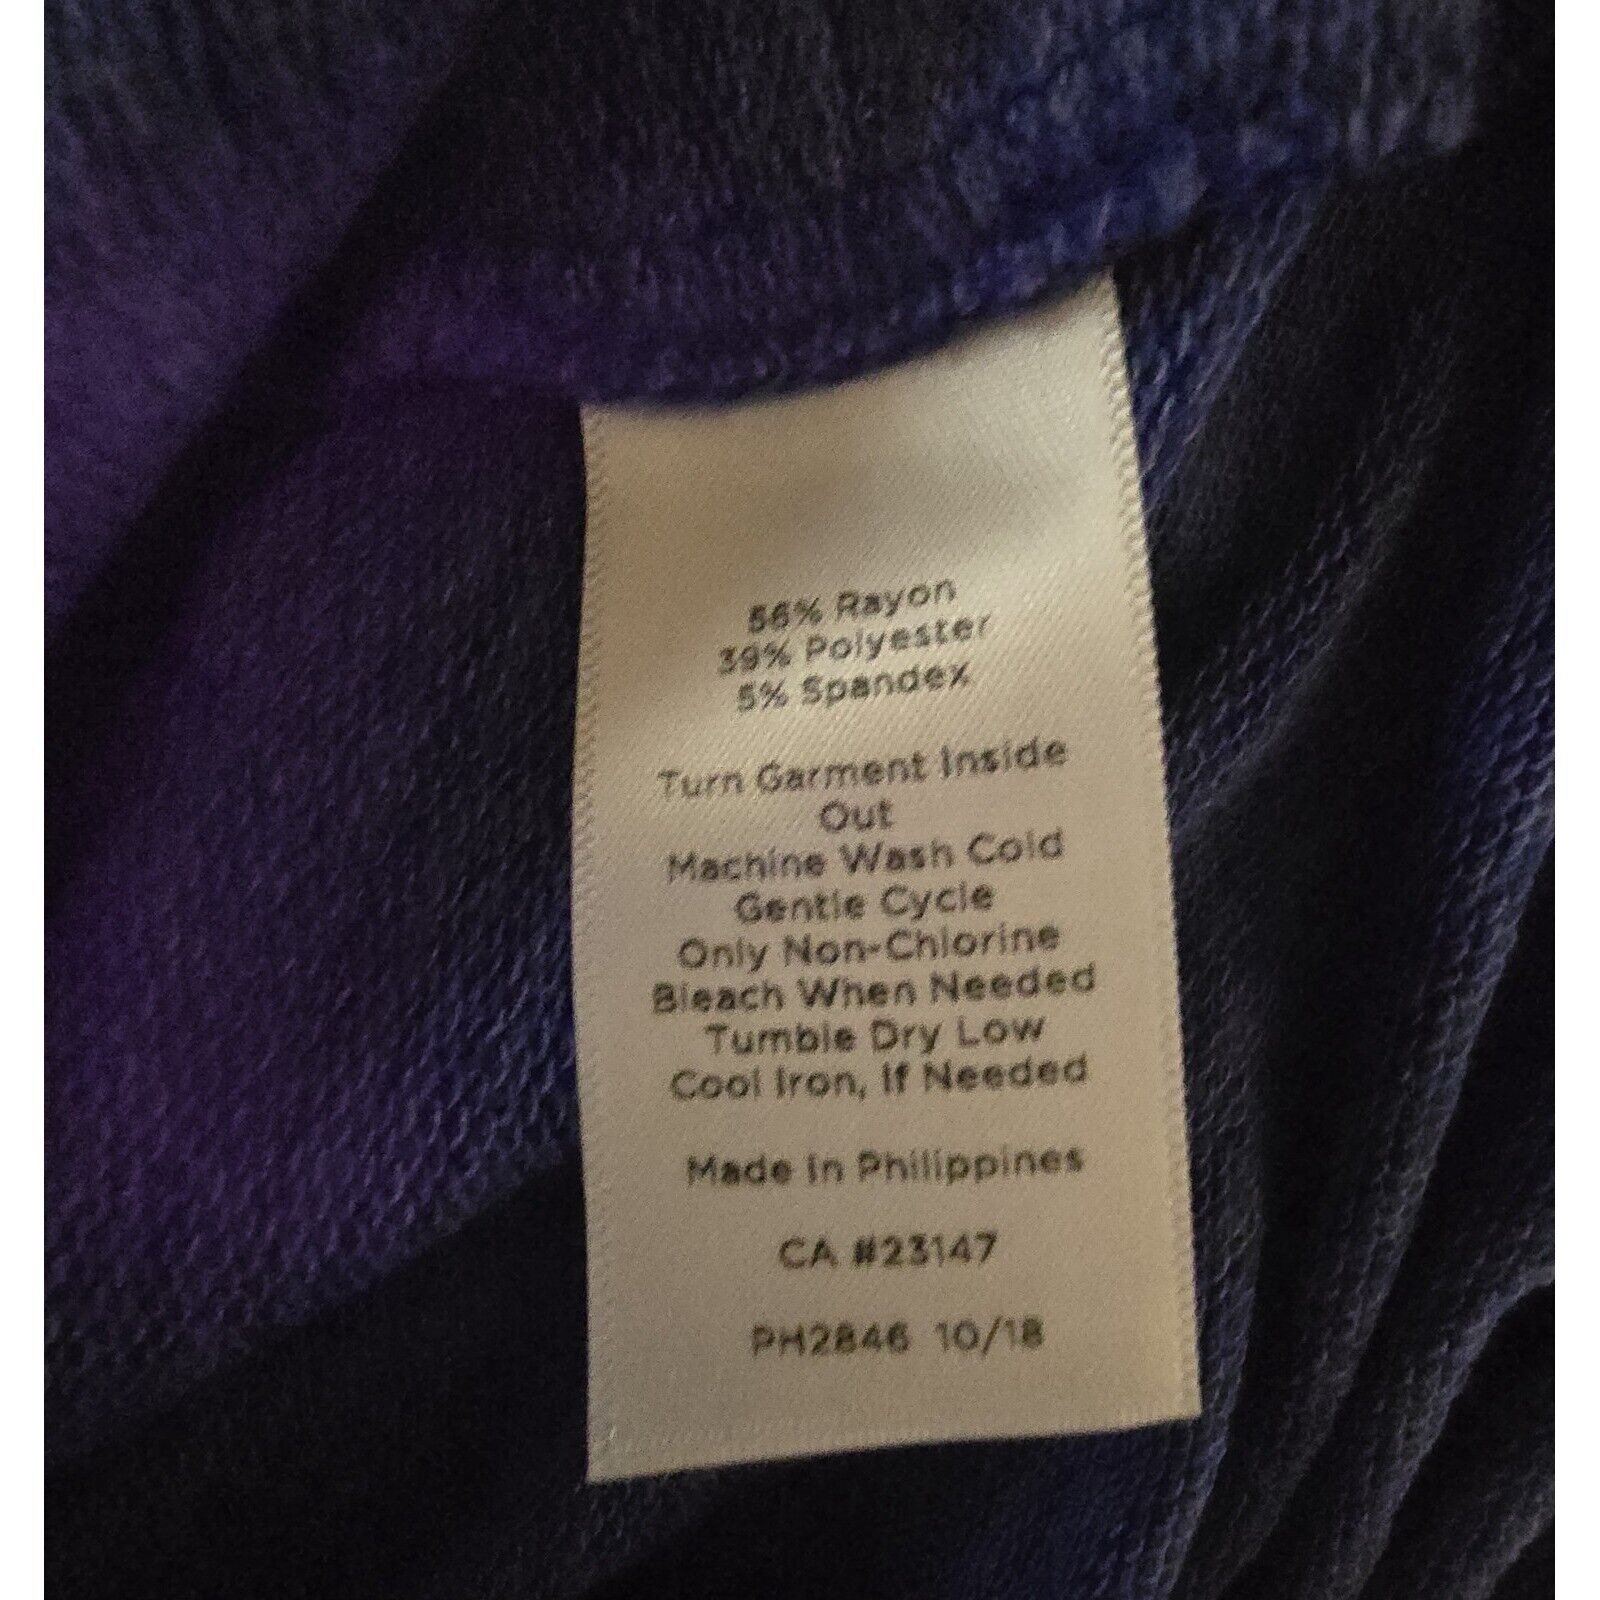 56% Rayon
39% Polyester
5% Spandex
Turn Garment Inside
Out
Machine Wash Cold
Gentle Cycle
Only Non-Chlorine
Bleach When Needed
Tumble Dry Low
Cool Iron, If Needed
Made In Philippines
CA #23147
PH2846 10/18